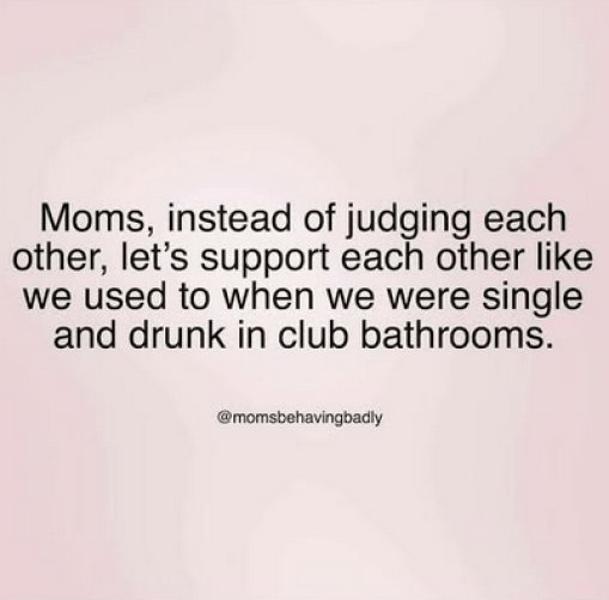 Moms, instead of judging each
other, let’s support each other like
we used to when we were single
and drunk in club bathrooms.
@momsbehavingbadly